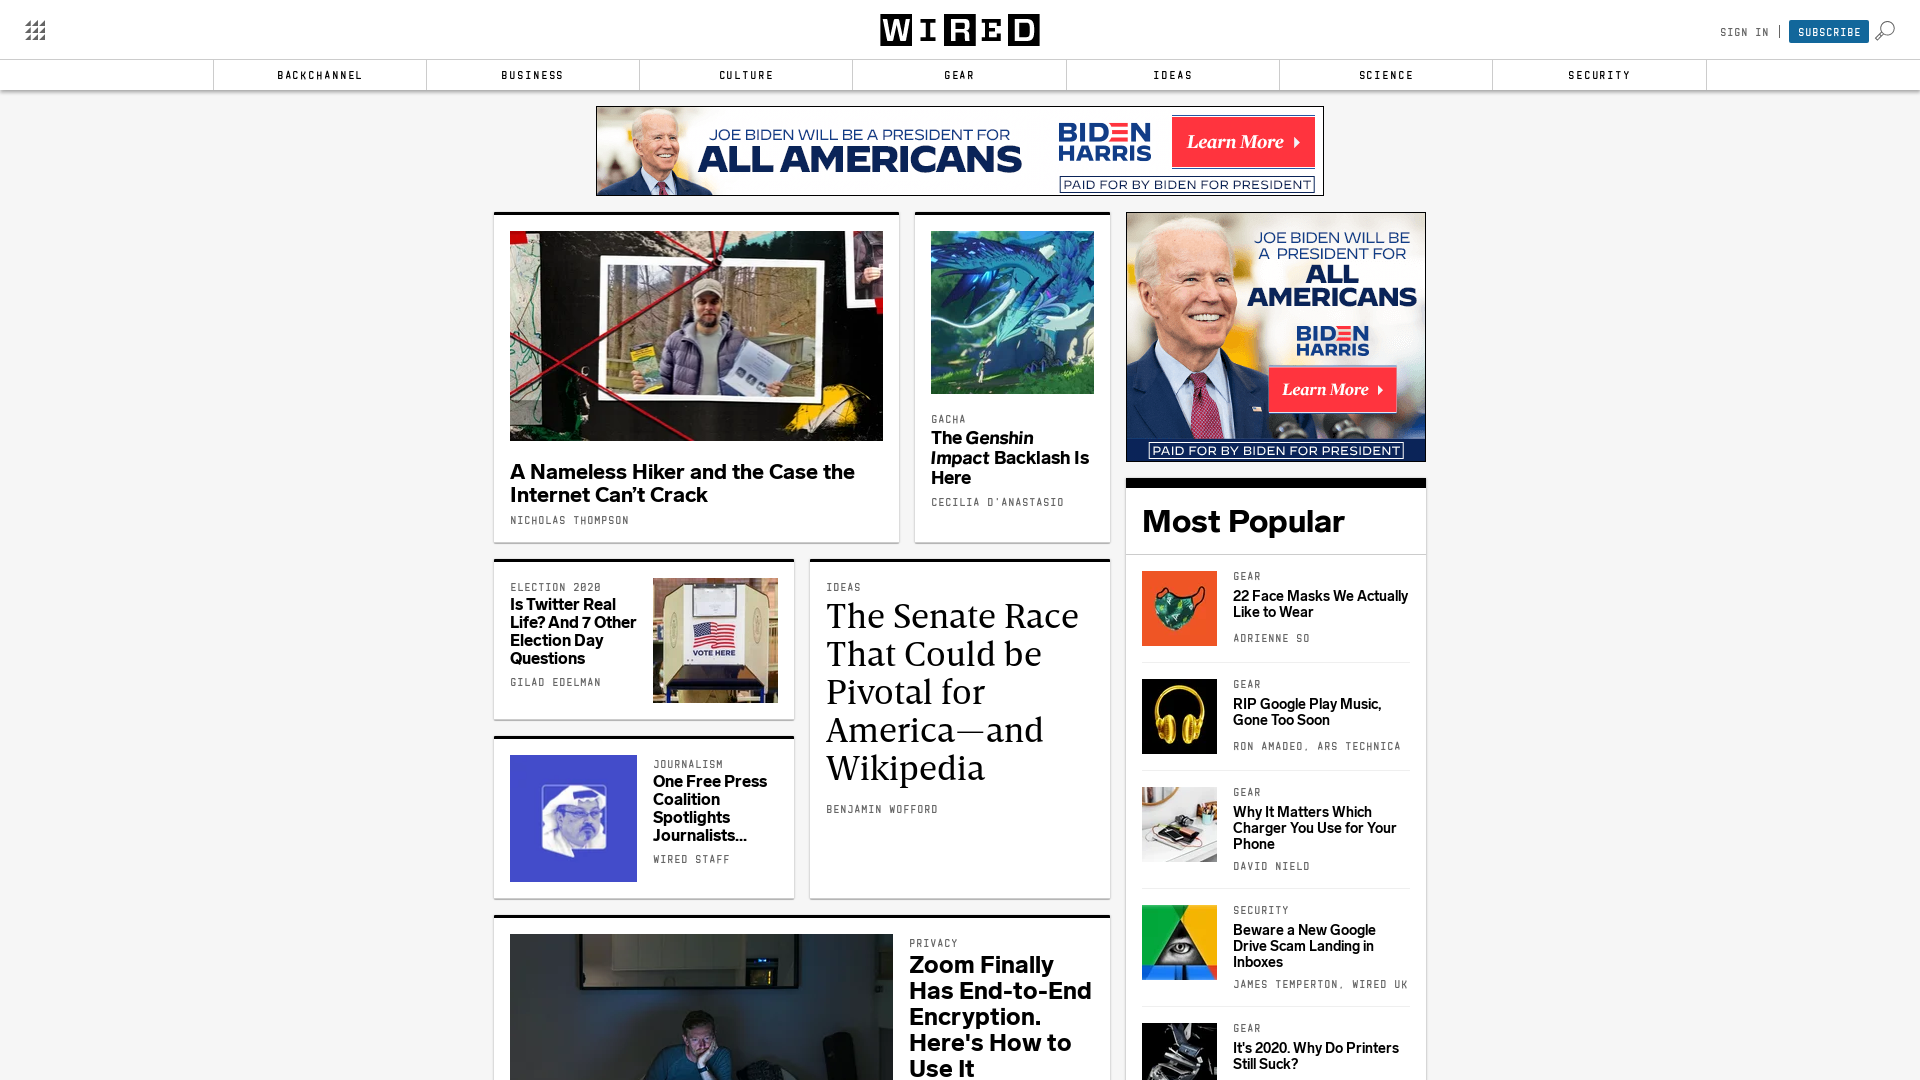 WIRED
SIGN IN
SUBSCRIBE
BACKCHANNEL
BUSINESS
CULTURE
GEAR
IDEAS
SCIENCE
SECURITY
JOE BIDEN WILL BE A PRESIDENT FOR
ALL AMERICANS
BIDEN
HARRIS
Learn More
PAID FOR BY BIDEN FOR PRESIDENT
A Nameless Hiker and the Case the
Internet Can’t Crack
NICHOLAS THOMPSON
GACHA
The Genshin
Impact Backlash Is
Here
CECILIA D'ANASTASIO
JOE BIDEN WILL BE
A PRESIDENT FOR
ALL
AMERICANS
BIDEN
HARRIS
Learn More
PAID FOR BY BIDEN FOR PRESIDENT
ELECTION 2020
Is Twitter Real
Life? And 7 Other
Election Day
Questions
GILAD EDELMAN
VOTE HERE
JOURNALISM
One Free Press
Coalition
Spotlights
Journalists...
WIRED STAFF
IDEAS
The Senate Race
That Could be
Pivotal for
America—and
Wikipedia
BENJAMIN WOFFORD
PRIVACY
Zoom Finally
Has End-to-End
Encryption.
Here's How to
Use It
Most Popular
GEAR
22 Face Masks We Actually
Like to Wear
ADRIENNE SO
GEAR
RIP Google Play Music,
Gone Too Soon
RON AMADEO, ARS TECHNICA
GEAR
Why It Matters Which
Charger You Use for Your
Phone
DAVID NIELD
SECURITY
Beware a New Google
Drive Scam Landing in
Inboxes
JAMES TEMPERTON, WIRED UK
GEAR
It's 2020. Why Do Printers
Still Suck?